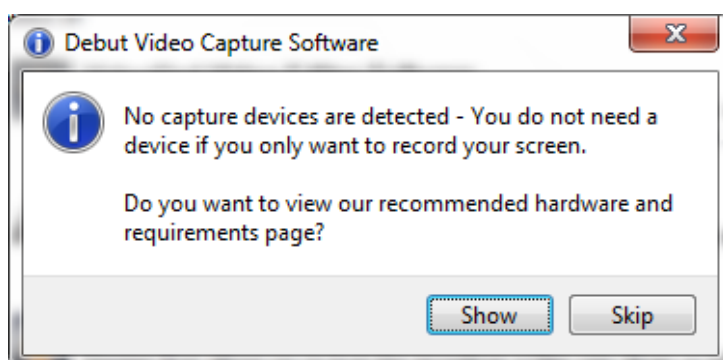 Debut Video Capture Software
No capture devices are detected - You do not need a
device if you only want to record your screen.
Do you want to view our recommended hardware and
requirements page?
Show
Skip